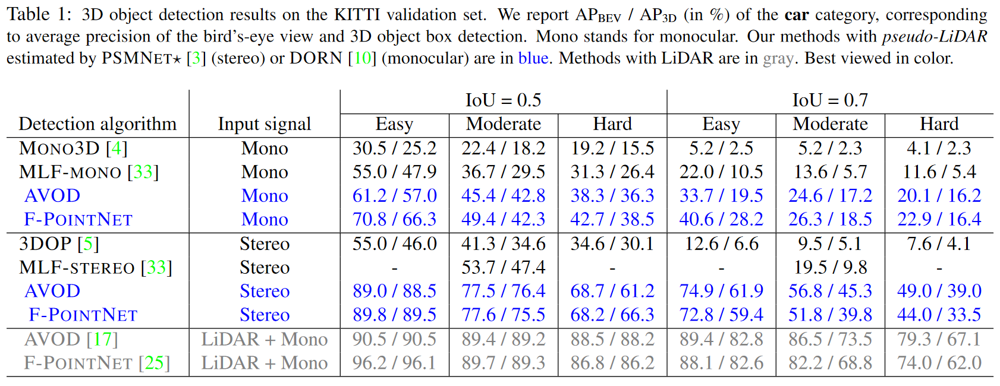 Table 1: 3D object detection results on the KITTI validation set. We report APBEV / AP3D (in %) of the car category, corresponding
to average precision of the bird's-eye view and 3D object box detection. Mono stands for monocular. Our methods with pseudo-LiDAR
estimated by PSMNET⋆ [3] (stereo) or DORN [10] (monocular) are in blue. Methods with LiDAR are in gray. Best viewed in color.
IoU = 0.5 IoU = 0.7
Detection algorithm Input signal Easy Moderate Hard Easy Moderate Hard
MONO3D [4] Mono 30.5 / 25.2 22.4 / 18.2 19.2 / 15.5 5.2 / 2.5 5.2 / 2.3 4.1 / 2.3
MLF-MONO [33] Mono 55.0 / 47.9 36.7 / 29.5 31.3 / 26.4 22.0 / 10.5 13.6 / 5.7 11.6 / 5.4
AVOD Mono 61.2 / 57.0 45.4 / 42.8 38.3 / 36.3 33.7 / 19.5 24.6 / 17.2 20.1 / 16.2
F-POINTNET Mono 70.8 / 66.3 49.4 / 42.3 42.7 / 38.5 40.6 / 28.2 26.3 / 18.5 22.9 / 16.4
3DOP [5] Stereo 55.0 / 46.0 41.3 / 34.6 34.6 / 30.1 12.6 / 6.6 9.5 / 5.1 7.6 / 4.1
MLF-STEREO [33] Stereo - 53.7 / 47.4 - - 19.5 / 9.8 -
AVOD Stereo 89.0 / 88.5 77.5 / 76.4 68.7 / 61.2 74.9 / 61.9 56.8 / 45.3 49.0 / 39.0
F-POINTNET Stereo 89.8 / 89.5 77.6 / 75.5 68.2 / 66.3 72.8 / 59.4 51.8 / 39.8 44.0 / 33.5
AVOD [17] LiDAR + Mono 90.5 / 90.5 89.4 / 89.2 88.5 / 88.2 89.4 / 82.8 86.5 / 73.5 79.3 / 67.1
F-POINTNET [25] LiDAR + Mono 96.2 / 96.1 89.7 / 89.3 86.8 / 86.2 88.1 / 82.6 82.2 / 68.8 74.0 / 62.0